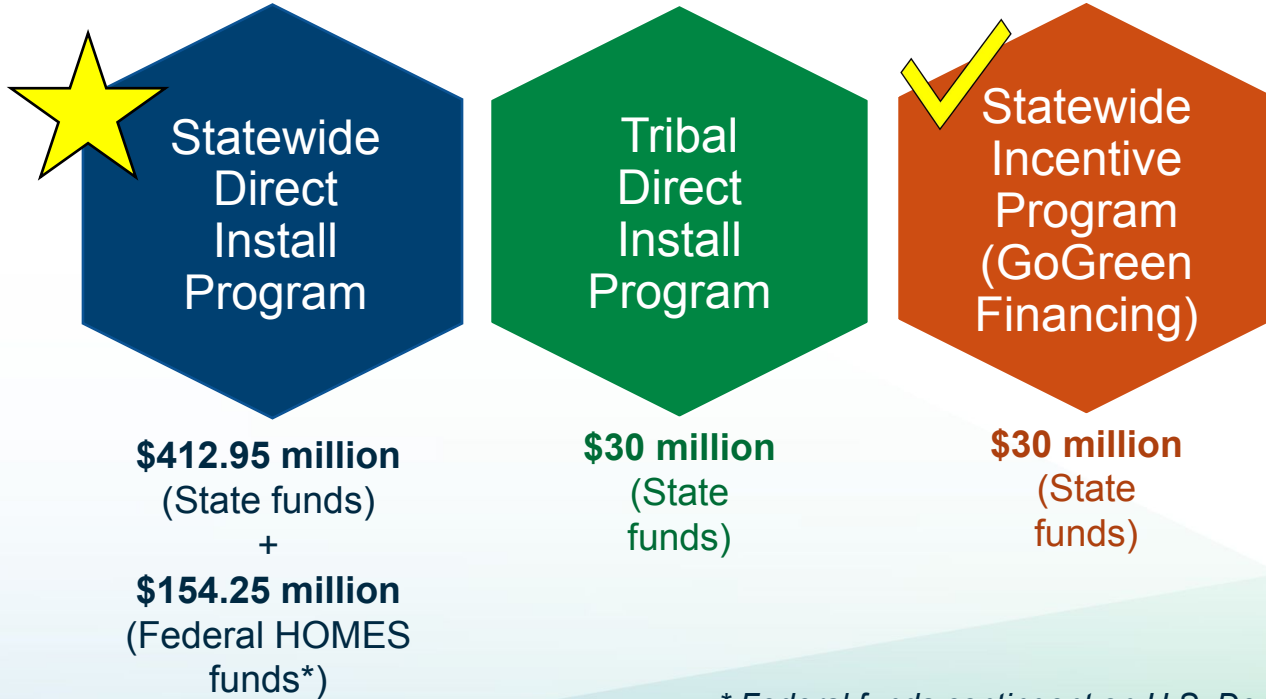 Statewide
Direct
Install
Program
$412.95 million
(State funds)
+
$154.25 million
(Federal HOMES
funds*)
Tribal
Direct
Install
Program
$30 million
(State
funds)
Statewide
Incentive
Program
(GoGreen
Financing)
$30 million
(State
funds)
* Federal funds contingent on U.S.